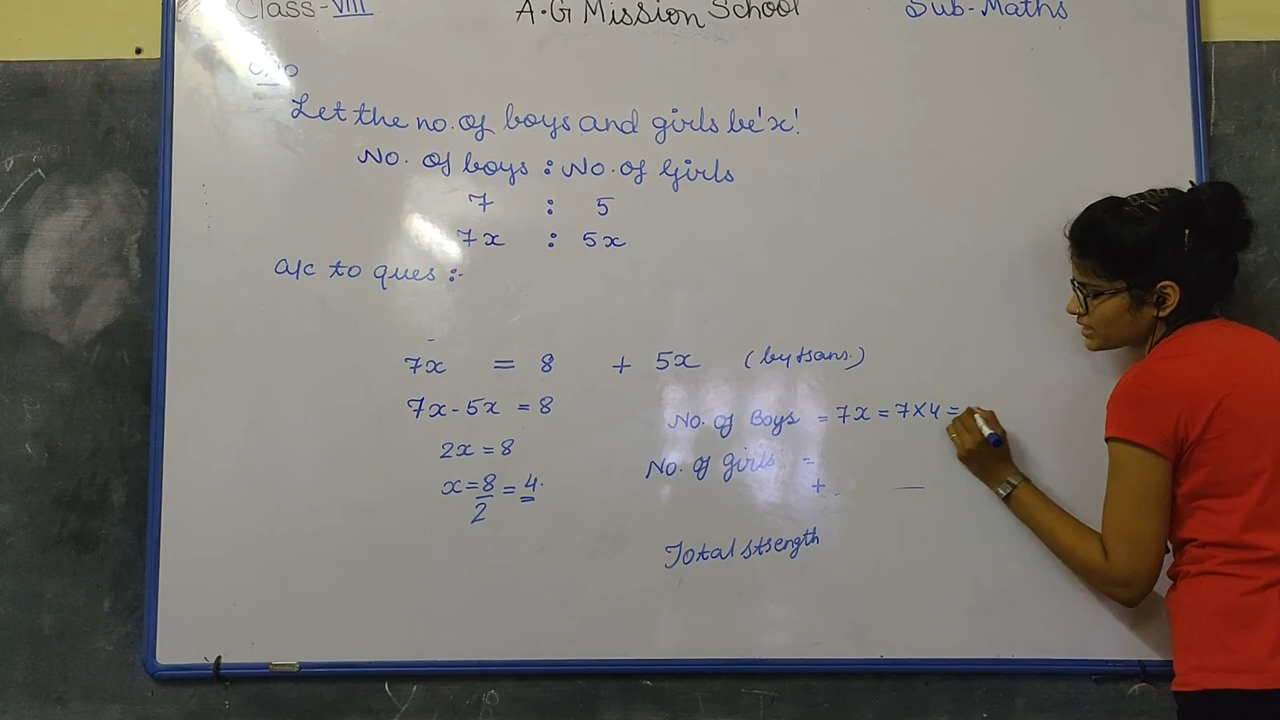 Class-VIII A.G Mission School Sub-Maths
Let the no. of boys and girls be 'x'.
No. of boys : No. of Girls
7 : 5
7x : 5x
a/c to ques :-
7x = 8 + 5x (by trans.)
7x - 5x = 8
2x = 8
x = 8/2 = 4
No. of Boys = 7x = 7×4 =
No. of girls =
+ —
Total strength